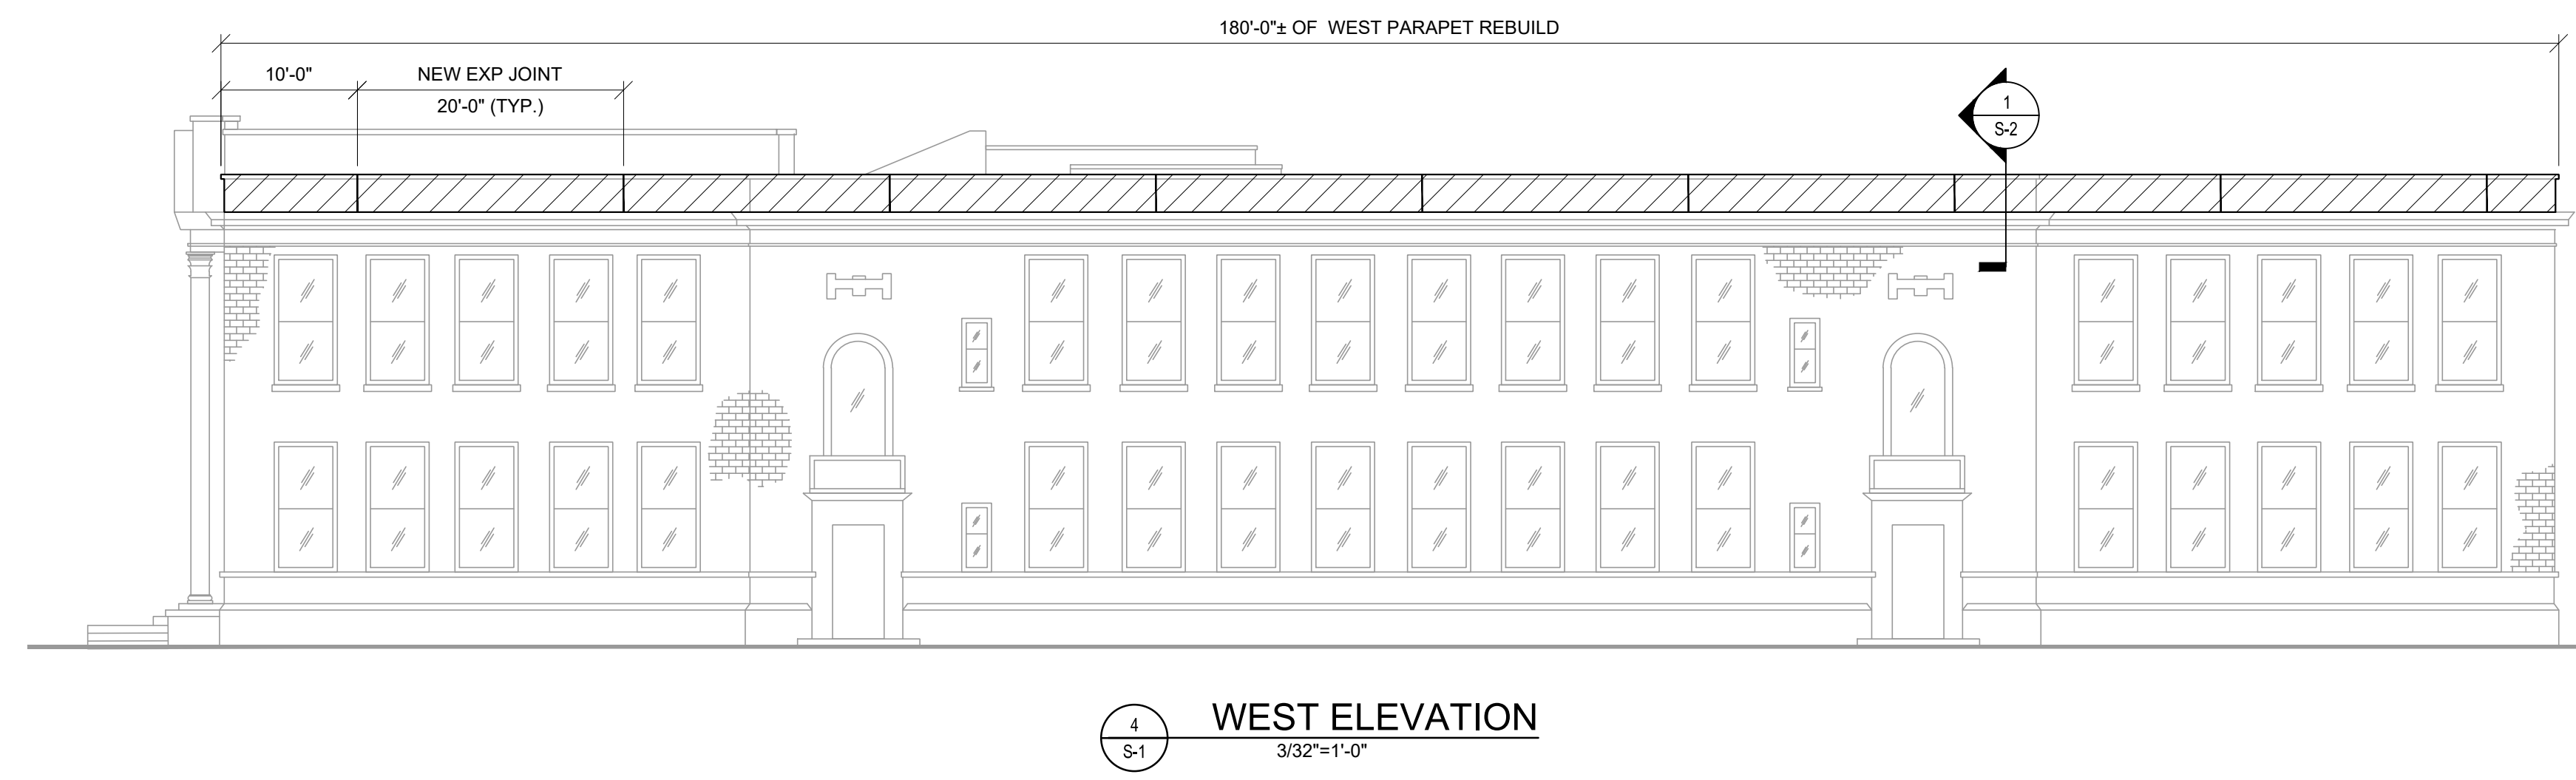 180'-0"± OF WEST PARAPET REBUILD
10'-0"
NEW EXP JOINT
20'-0" (TYP.)
1
S-2
4
S-1
WEST ELEVATION
3/32"=1'-0"